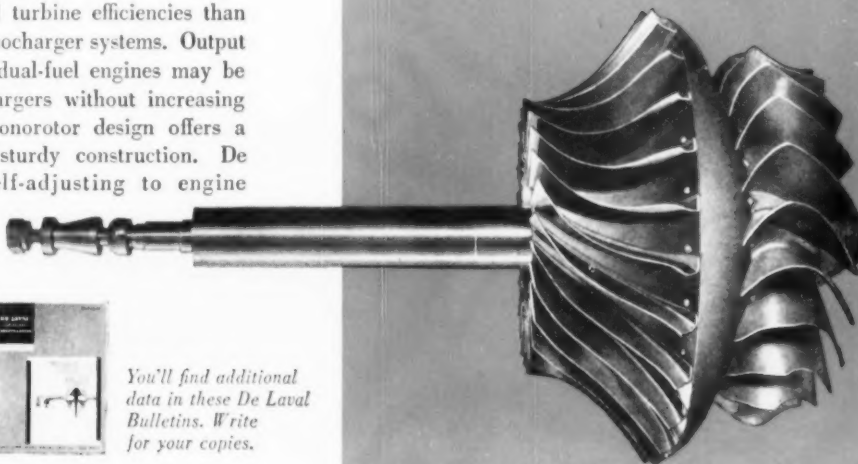 turbine efficiencies than
ocharger systems. Output
dual-fuel engines may be
argers without increasing
onorotor design offers a
sturdy construction. De
lf-adjusting to engine
DE LAVAL
You'll find additional
data in these De Laval
Bulletins. Write
for your copies.